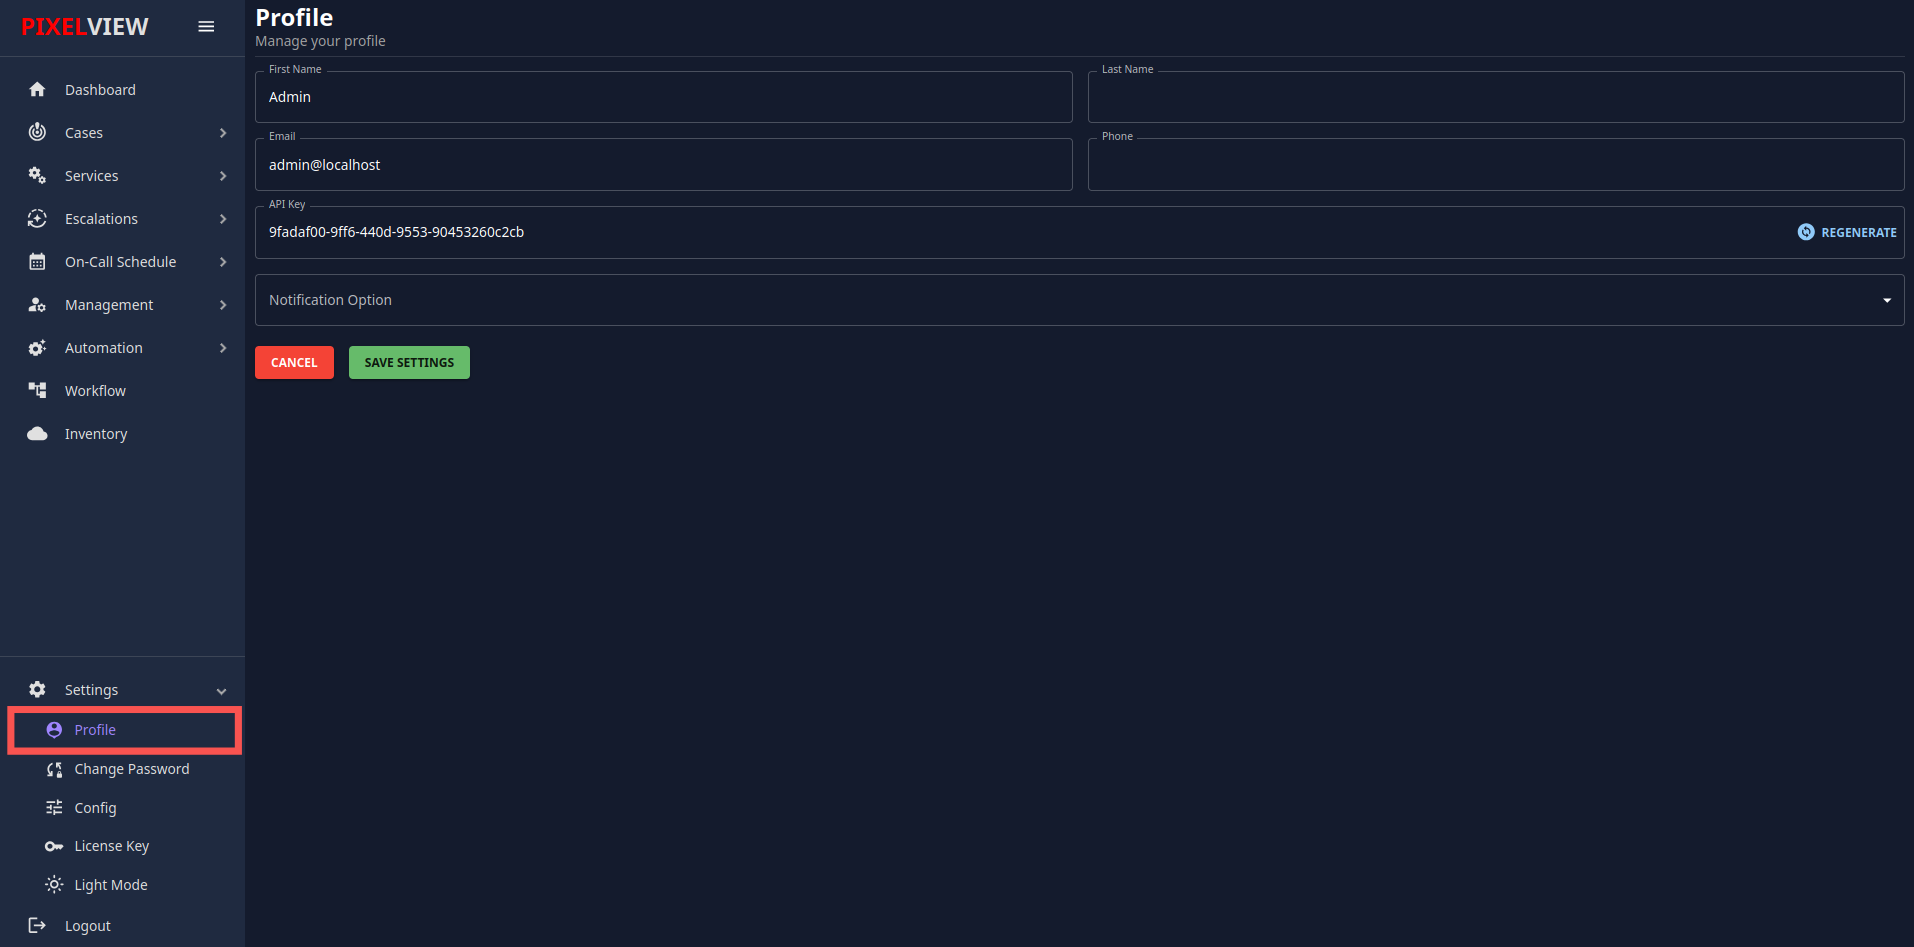 PIXELVIEW
Dashboard
Cases
Services
Escalations
On-Call Schedule
Management
Automation
Workflow
Inventory
Settings
Profile
Change Password
Config
License Key
Light Mode
Logout
Profile
Manage your profile
First Name
Admin
Last Name
Email
admin@localhost
Phone
API Key
9fadaf00-9ff6-440d-9553-90453260c2cb
REGENERATE
Notification Option
CANCEL
SAVE SETTINGS